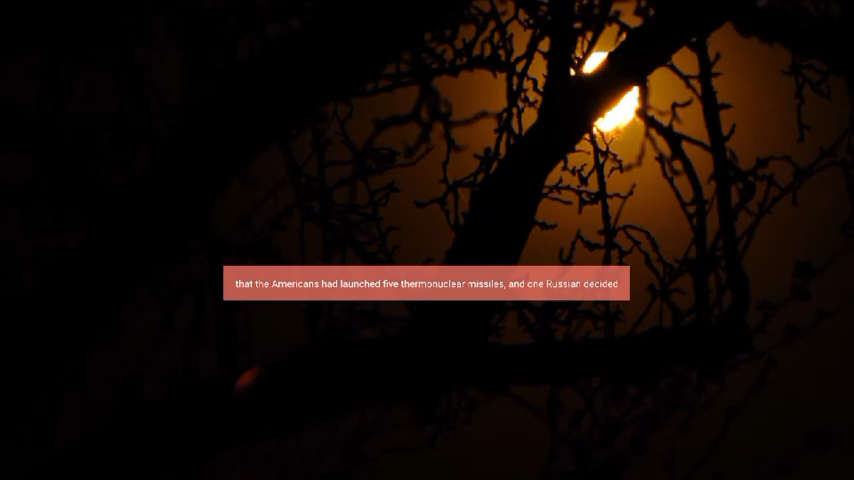 that the Americans had launched five thermonuclear missiles, and one Russian decided